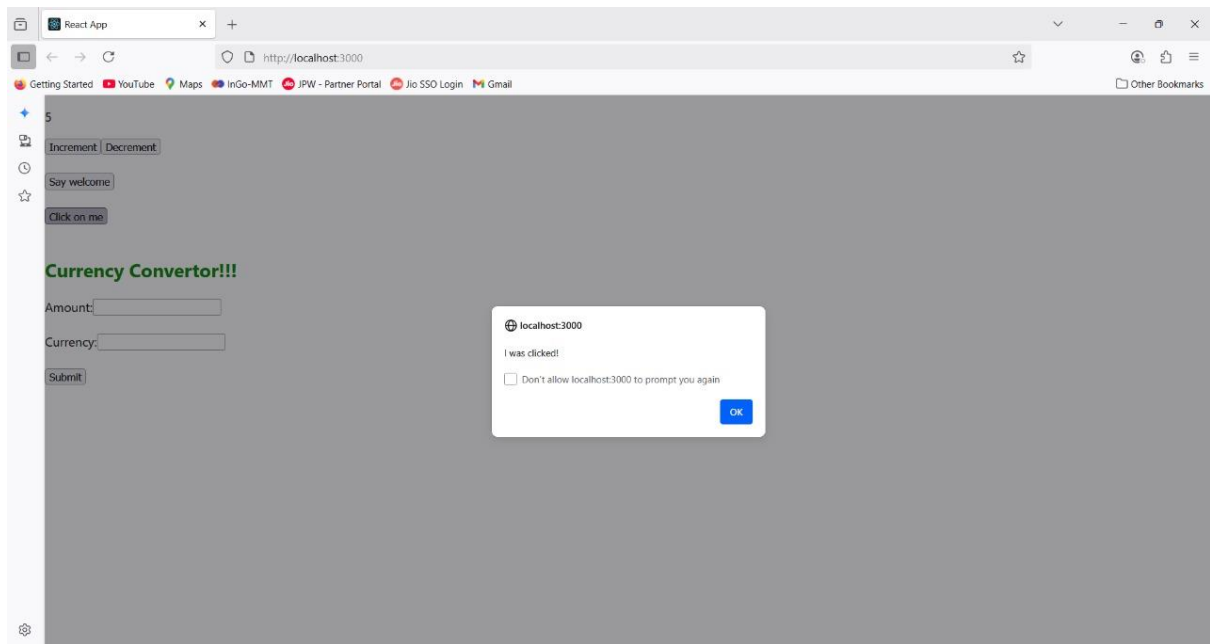 React App
http://localhost:3000
Getting Started YouTube Maps InGo-MMT JPW - Partner Portal Jio SSO Login Gmail Other Bookmarks
5
Increment Decrement
Say welcome
Click on me
Currency Convertor!!!
Amount:
Currency:
Submit
localhost:3000
I was clicked!
Don't allow localhost:3000 to prompt you again
OK